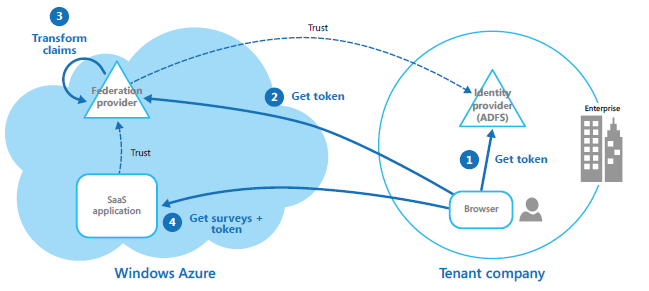 3
Transform
claims
Trust
Federation
provider
2 Get token
Identity
provider
(ADFS)
Enterprise
Trust
1 Get token
SaaS
application
4 Get surveys +
token
Browser
Windows Azure
Tenant company